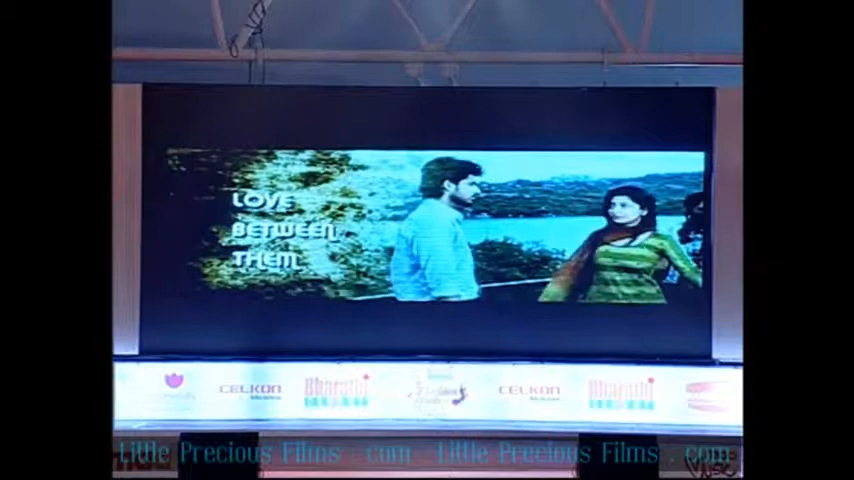 LOVE
BETWEEN
THEM
CELKON
Bharathi
CELKON
Bharathi
Little Precious Films . com Little Precious Films . com